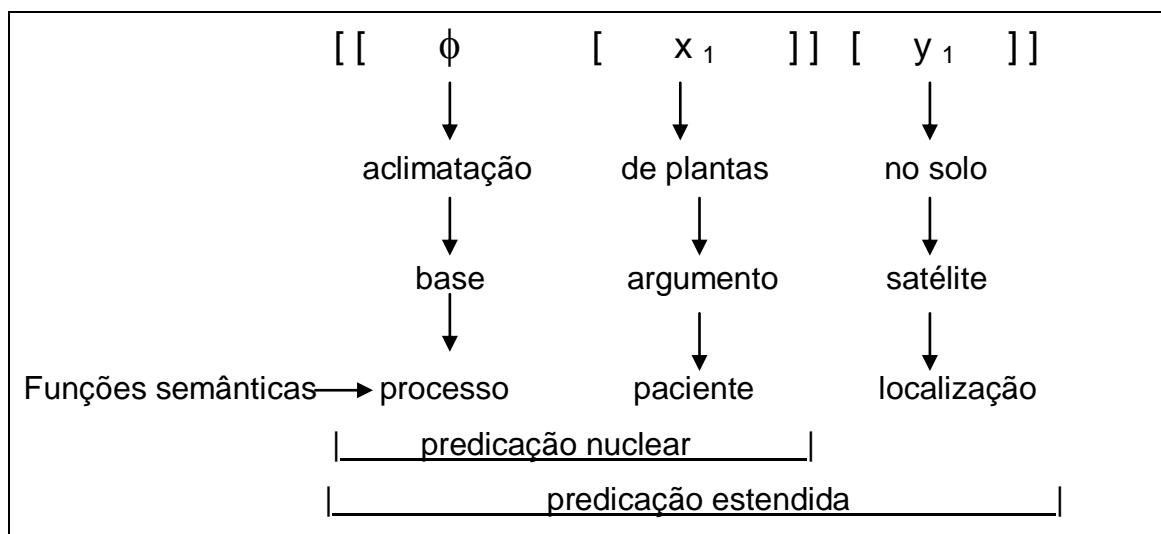 [ [ ϕ [ x 1 ] ] [ y 1 ] ]
aclimatação de plantas no solo
base argumento satélite
Funções semânticas processo paciente localização
predicação nuclear
predicação estendida